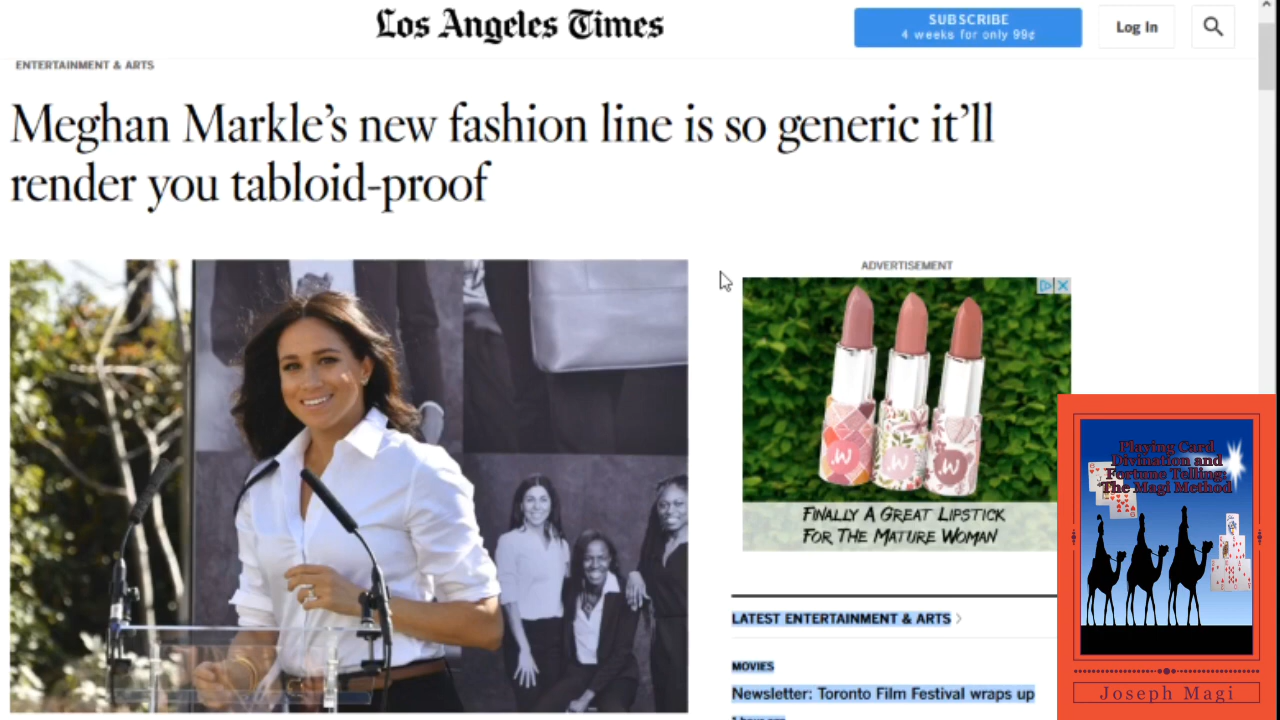 Los Angeles Times
SUBSCRIBE
4 weeks for only 99¢
Log In
ENTERTAINMENT & ARTS
Meghan Markle's new fashion line is so generic it'll
render you tabloid-proof
ADVERTISEMENT
W W W
FINALLY A GREAT LIPSTICK
FOR THE MATURE WOMAN
LATEST ENTERTAINMENT & ARTS
MOVIES
Newsletter: Toronto Film Festival wraps up
Playing Card
Divination and
Fortune Telling:
The Magi Method
Joseph Magi